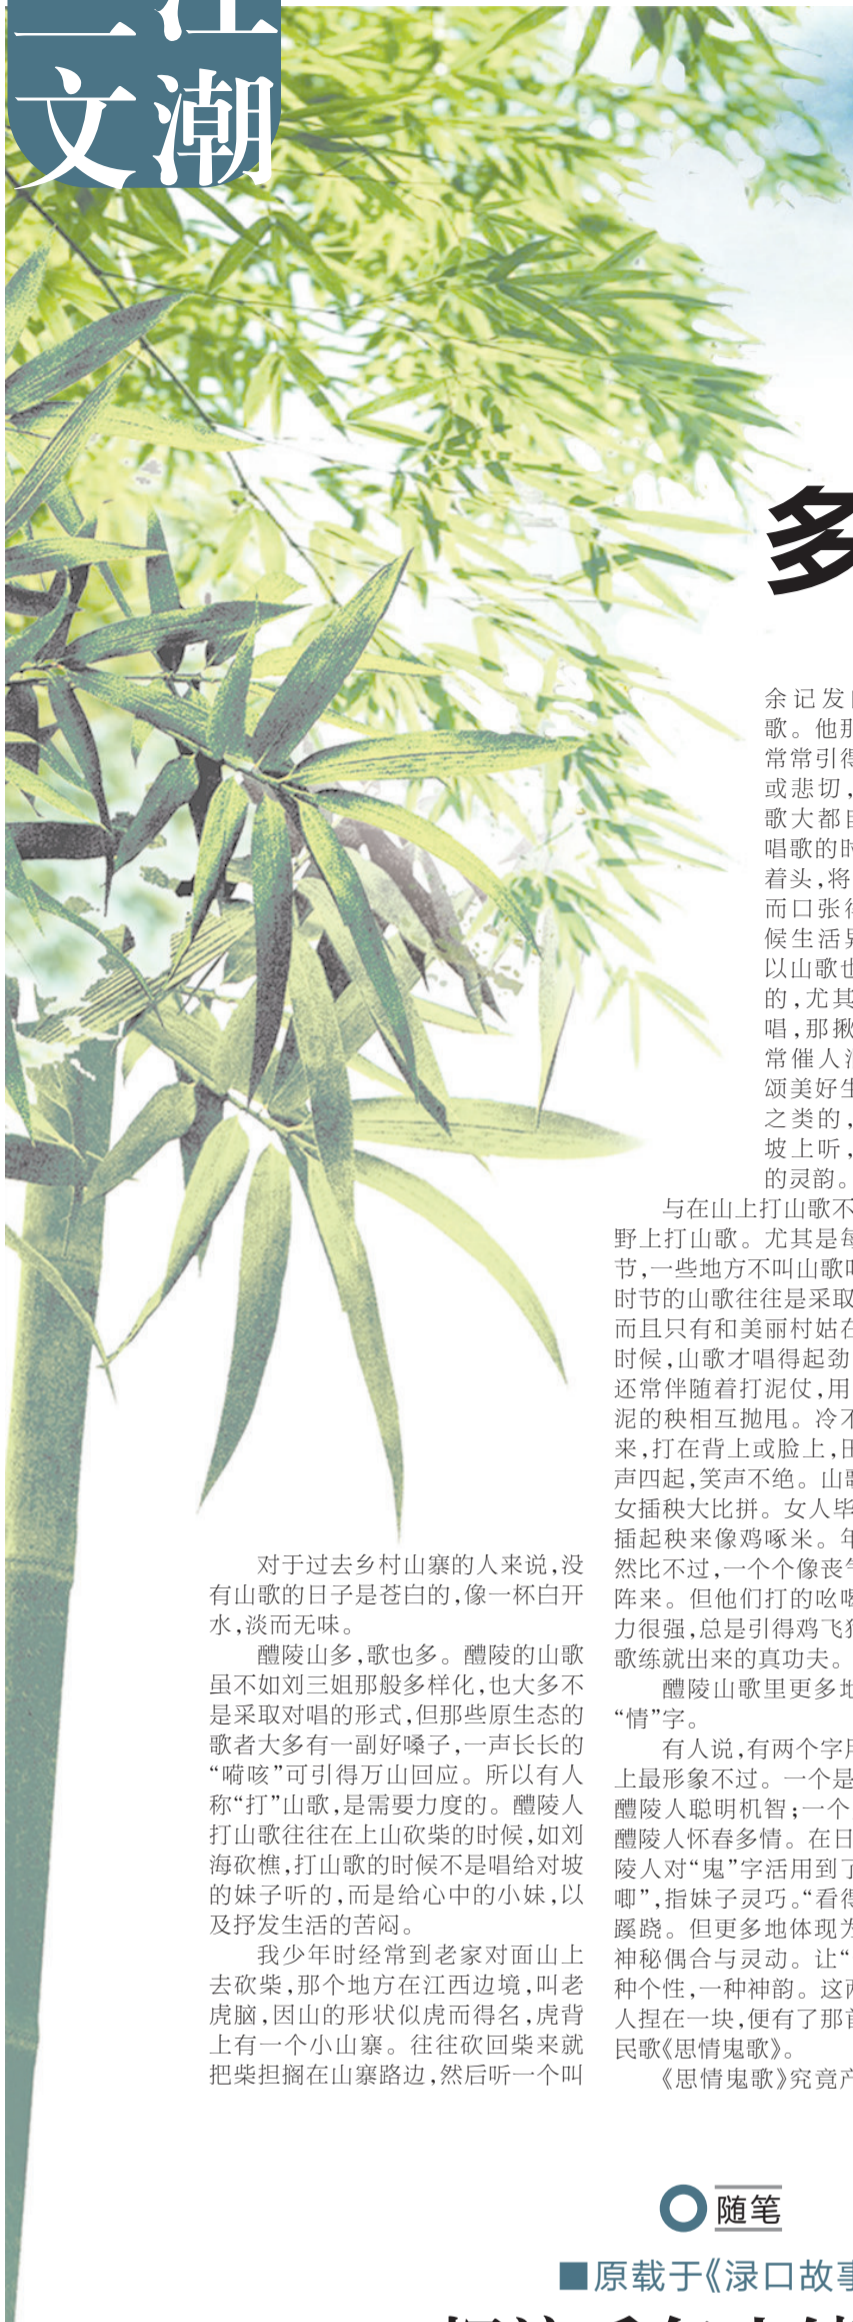 文潮
多
对于过去乡村山寨的人来说,没
有山歌的日子是苍白的,像一杯白开
水,淡而无味。
醴陵山多,歌也多。醴陵的山歌
虽不如刘三姐那般多样化,也大多不
是采取对唱的形式,但那些原生态的
歌者大多有一副好嗓子,一声长长的
“嗬咳”可引得万山回应。所以有人
称“打”山歌,是需要力度的。醴陵人
打山歌往往在上山砍柴的时候,如刘
海砍樵,打山歌的时候不是唱给对坡
的妹子听的,而是给心中的小妹,以
及抒发生活的苦闷。
我少年时经常到老家对面山上
去砍柴,那个地方在江西边境,叫老
虎脑,因山的形状似虎而得名,虎背
上有一个小山寨。往往砍回柴来就
把柴担搁在山寨路边,然后听一个叫
余记发
歌。他那
常常引得
或悲切,
歌大都
唱歌的时
着头,将
而口张得
候生活
以山歌也
的,尤其
唱,那揪
常催人
颂美好生
之类的,
坡上听,
的灵韵。
与在山上打山歌不
野上打山歌。尤其是每
节,一些地方不叫山歌
时节的山歌往往是采取
而且只有和美丽村姑在
时候,山歌才唱得起劲
还常伴随着打泥仗,用
泥的秧相互抛甩。冷不
来,打在背上或脸上,田
声四起,笑声不绝。山歌
女插秧大比拼。女人毕
插起秧来像鸡啄米。年
然比不过,一个个像丧气
阵来。但他们打的吆喝
力很强,总是引得鸡飞狗
歌练就出来的真功夫。
醴陵山歌里更多地
“情”字。
有人说,有两个字用
上最形象不过。一个是
醴陵人聪明机智;一个
醴陵人怀春多情。在日
陵人对“鬼”字活用到了
唧”,指妹子灵巧。“看得
蹊跷。但更多地体现为
神秘偶合与灵动。让“
种个性,一种神韵。这两
人捏在一块,便有了那首
民歌《思情鬼歌》。
《思情鬼歌》究竟产
随笔
■原载于《渌口故事